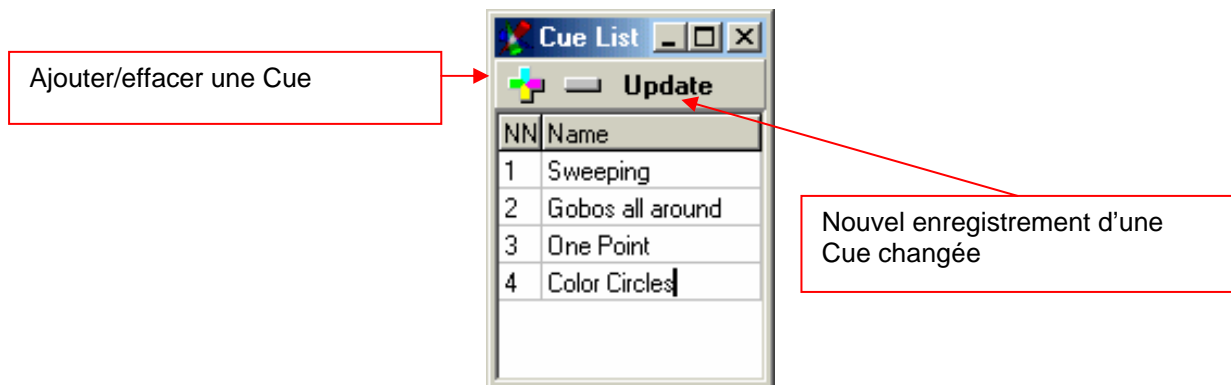 Cue List
Ajouter/effacer une Cue
Update
NN Name
1 Sweeping
2 Gobos all around
3 One Point
4 Color Circles
Nouvel enregistrement d’une
Cue changée